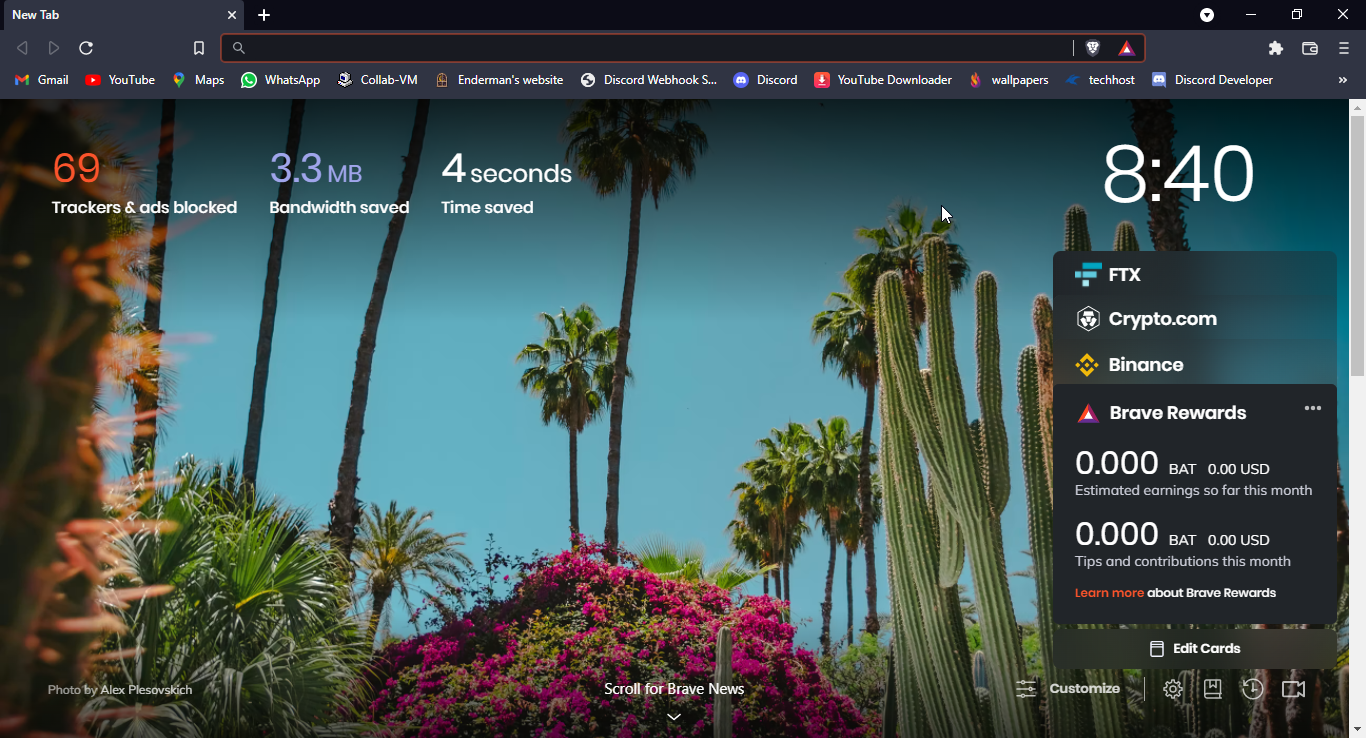 New Tab
Gmail YouTube Maps WhatsApp Collab-VM Enderman's website Discord Webhook S... Discord YouTube Downloader wallpapers techhost Discord Developer
69
Trackers & ads blocked
3.3 MB
Bandwidth saved
4 seconds
Time saved
8:40
FTX
Crypto.com
Binance
Brave Rewards
0.000 BAT 0.00 USD
Estimated earnings so far this month
0.000 BAT 0.00 USD
Tips and contributions this month
Learn more about Brave Rewards
Edit Cards
Photo by Alex Plesovskich
Scroll for Brave News
Customize